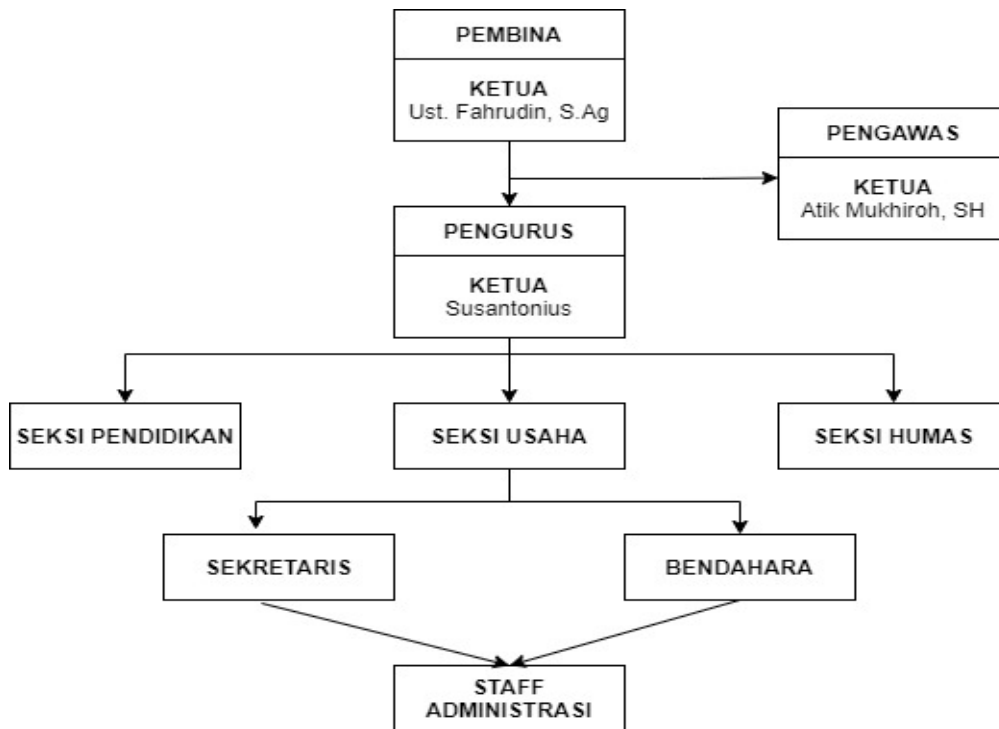 PEMBINA
KETUA
Ust. Fahrudin, S.Ag
PENGAWAS
KETUA
Atik Mukhiroh, SH
PENGURUS
KETUA
Susantonius
SEKSI PENDIDIKAN
SEKSI USAHA
SEKSI HUMAS
SEKRETARIS
BENDAHARA
STAFF
ADMINISTRASI